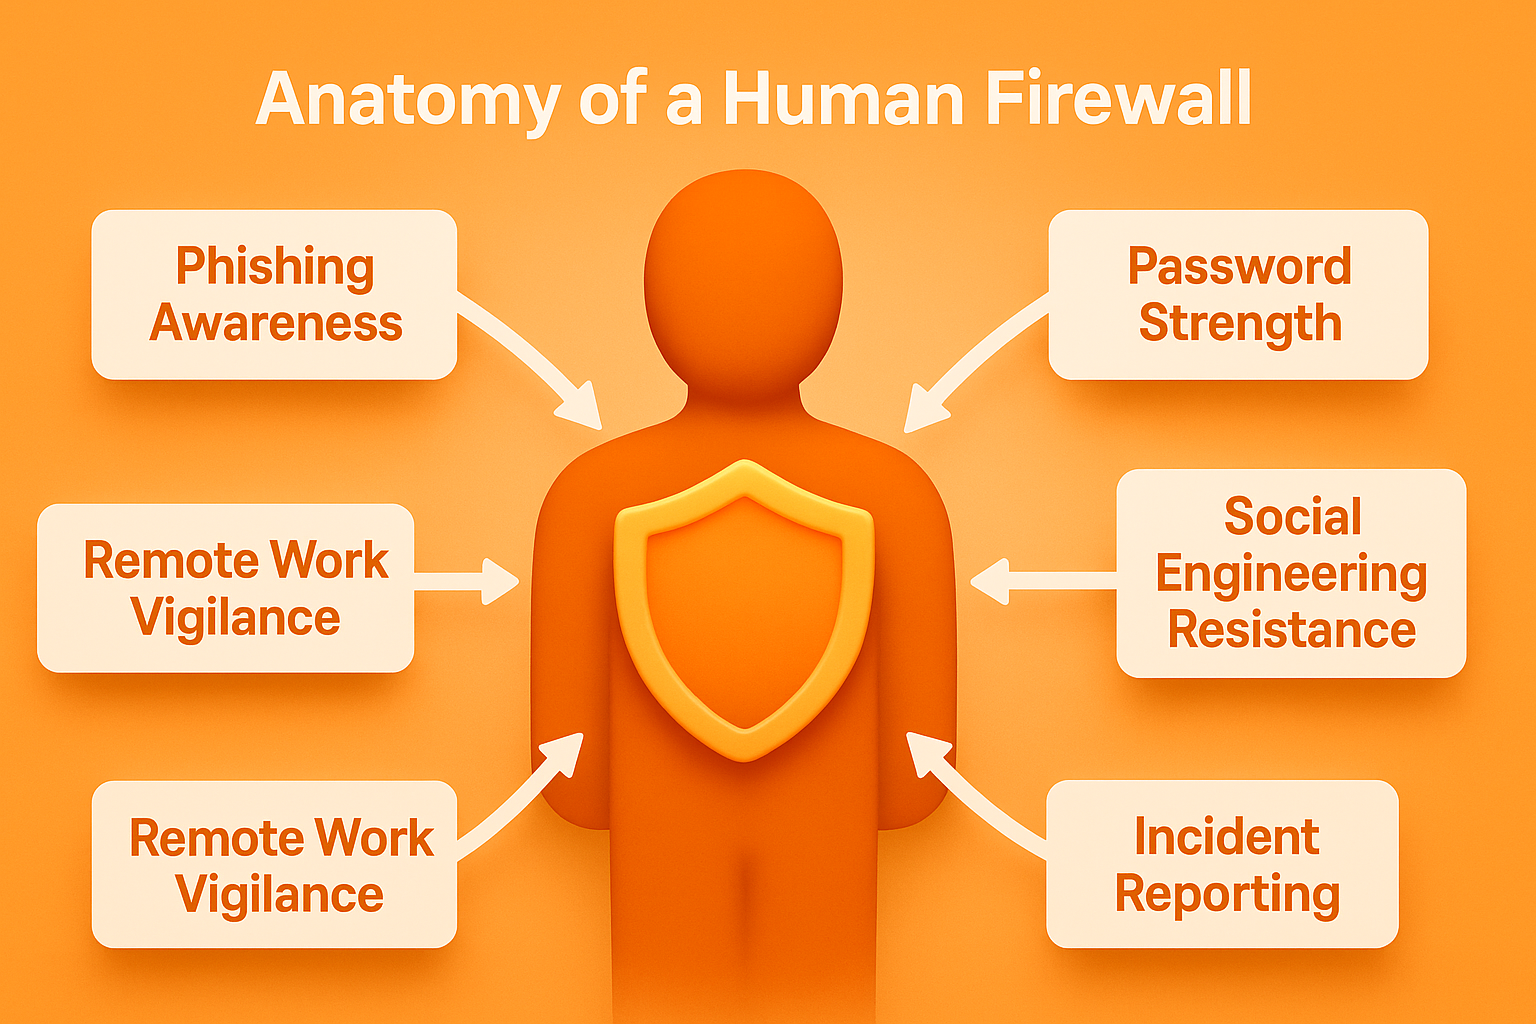 Anatomy of a Human Firewall
Phishing
Awareness
Password
Strength
Remote Work
Vigilance
Social
Engineering
Resistance
Remote Work
Vigilance
Incident
Reporting